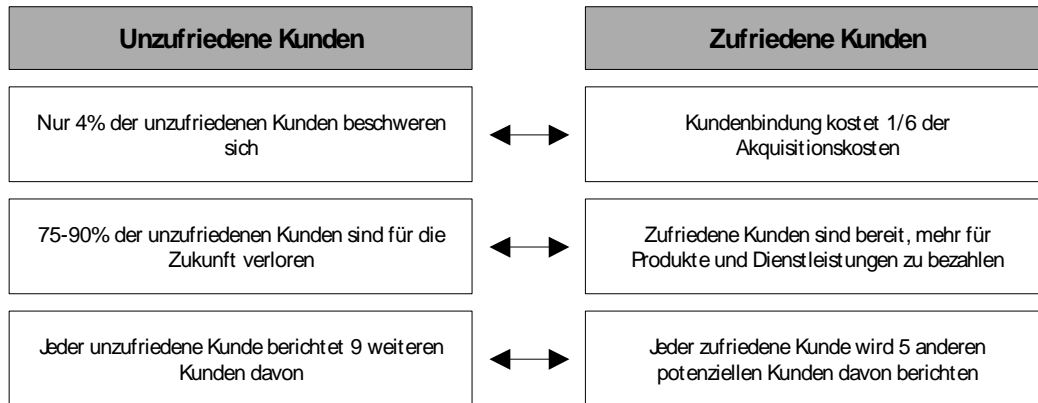 Unzufriedene Kunden
Zufriedene Kunden
Nur 4% der unzufriedenen Kunden beschweren
sich
Kundenbindung kostet 1/6 der
Akquisitionskosten
75-90% der unzufriedenen Kunden sind für die
Zukunft verloren
Zufriedene Kunden sind bereit, mehr für
Produkte und Dienstleistungen zu bezahlen
Jeder unzufriedene Kunde berichtet 9 weiteren
Kunden davon
Jeder zufriedene Kunde wird 5 anderen
potenziellen Kunden davon berichten